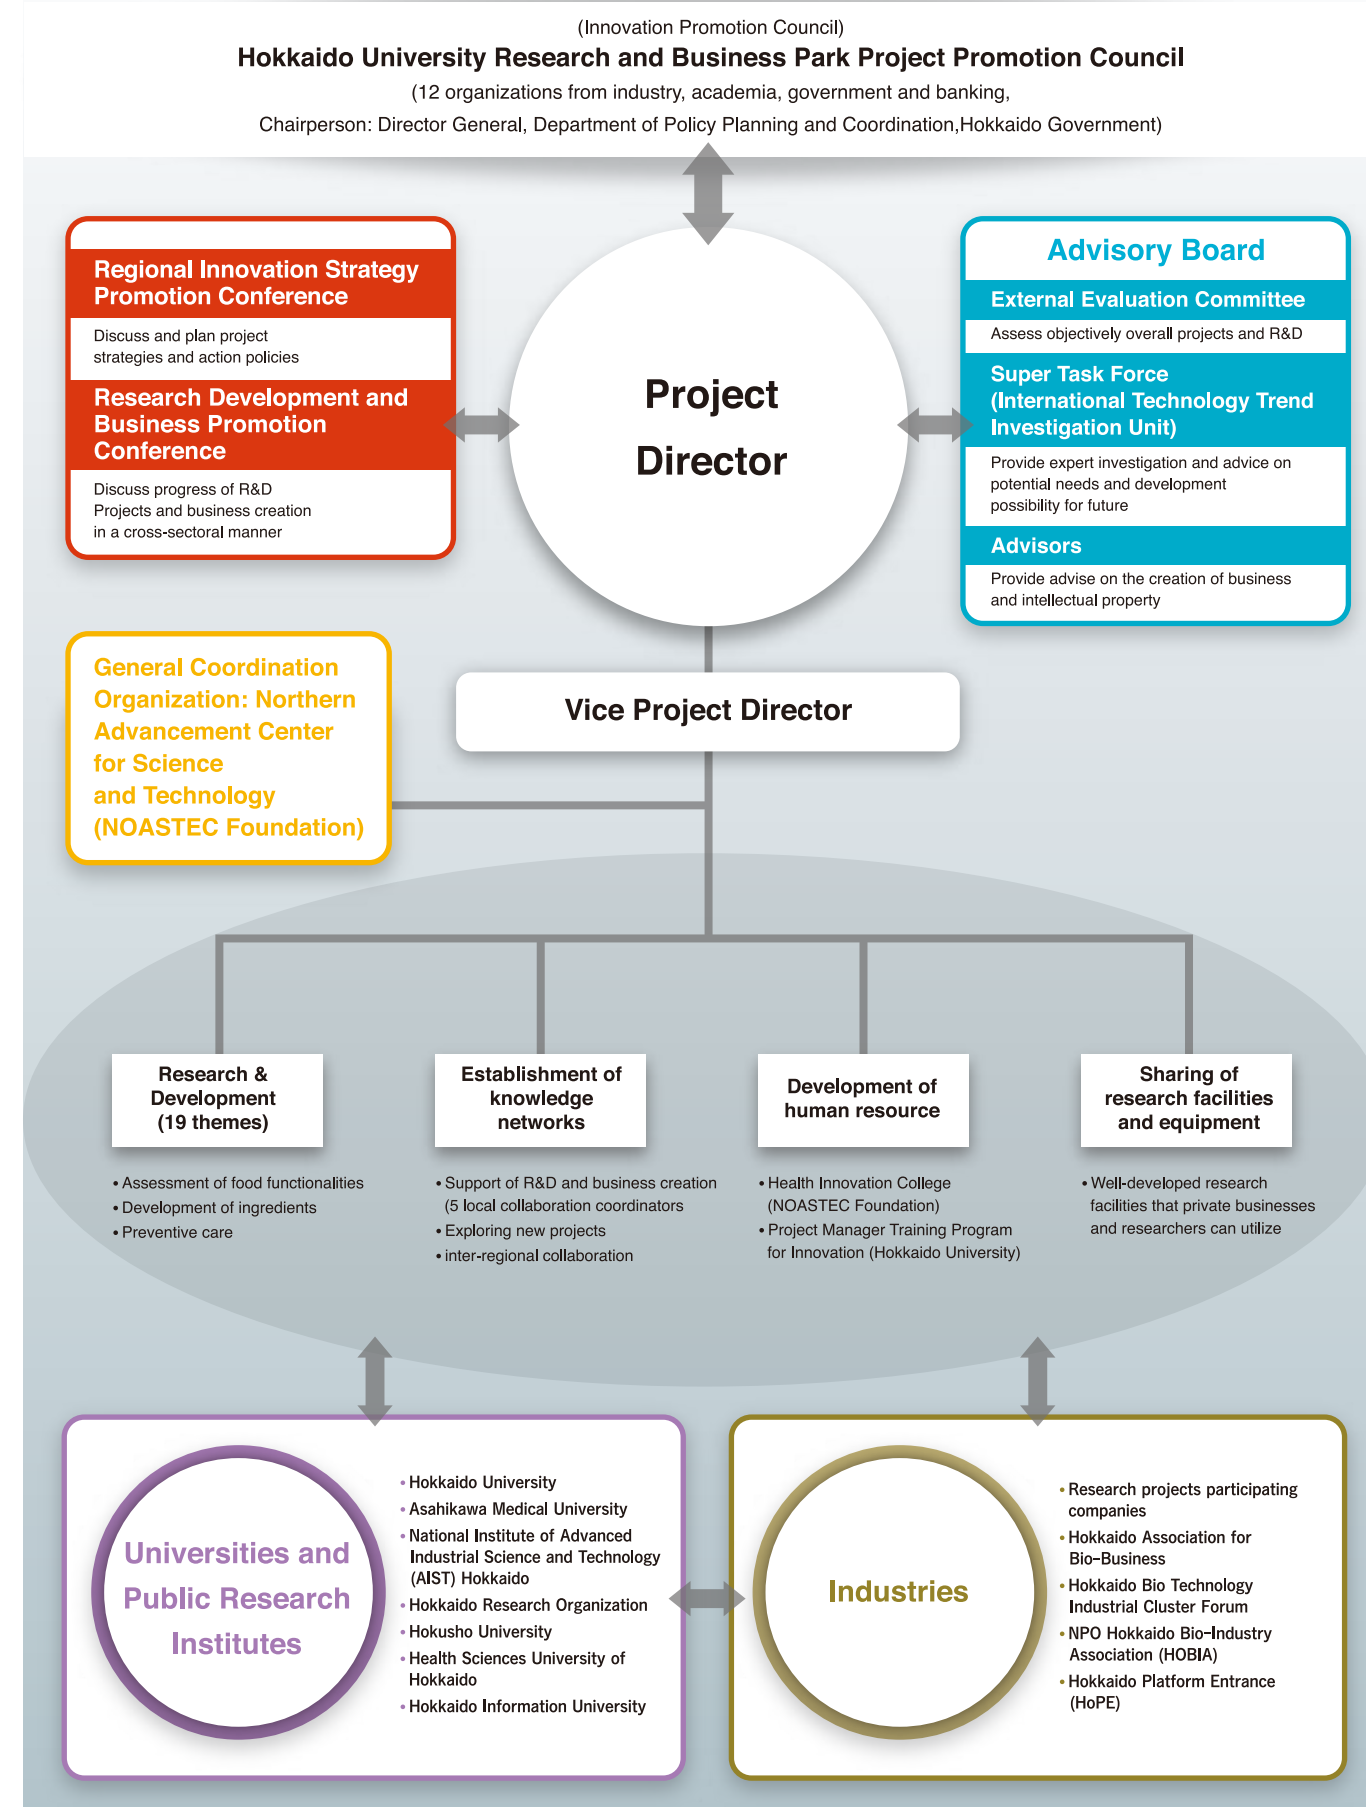 (Innovation Promotion Council)
Hokkaido University Research and Business Park Project Promotion Council
(12 organizations from industry, academia, government and banking,
Chairperson: Director General, Department of Policy Planning and Coordination,Hokkaido Government)
Regional Innovation Strategy
Promotion Conference
Discuss and plan project
strategies and action policies
Research Development and
Business Promotion
Conference
Discuss progress of R&D
Projects and business creation
in a cross-sectoral manner
Project
Director
Advisory Board
External Evaluation Committee
Assess objectively overall projects and R&D
Super Task Force
(International Technology Trend
Investigation Unit)
Provide expert investigation and advice on
potential needs and development
possibility for future
Advisors
Provide advise on the creation of business
and intellectual property
General Coordination
Organization: Northern
Advancement Center
for Science
and Technology
(NOASTEC Foundation)
Vice Project Director
Research &
Development
(19 themes)
• Assessment of food functionalities
• Development of ingredients
• Preventive care
Establishment of
knowledge
networks
• Support of R&D and business creation
(5 local collaboration coordinators
• Exploring new projects
• inter-regional collaboration
Development of
human resource
• Health Innovation College
(NOASTEC Foundation)
• Project Manager Training Program
for Innovation (Hokkaido University)
Sharing of
research facilities
and equipment
• Well-developed research
facilities that private businesses
and researchers can utilize
Universities and
Public Research
Institutes
• Hokkaido University
• Asahikawa Medical University
• National Institute of Advanced
Industrial Science and Technology
(AIST) Hokkaido
• Hokkaido Research Organization
• Hokusho University
• Health Sciences University of
Hokkaido
• Hokkaido Information University
Industries
• Research projects participating
companies
• Hokkaido Association for
Bio-Business
• Hokkaido Bio Technology
Industrial Cluster Forum
• NPO Hokkaido Bio-Industry
Association (HOBIA)
• Hokkaido Platform Entrance
(HoPE)